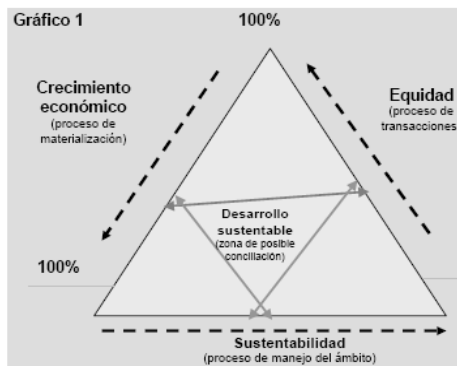 Gráfico 1
100%
Crecimiento
económico
(proceso de
materialización)
Equidad
(proceso de
transacciones
Desarrollo
sustentable
(zona de posible
conciliación)
100%
Sustentabilidad
(proceso de manejo del ámbito)